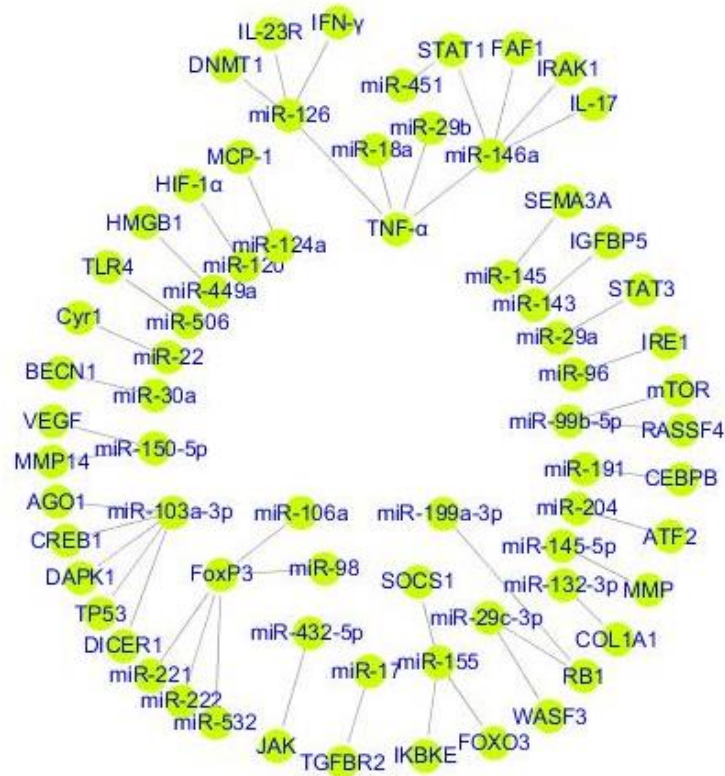 IFN-γ
IL-23R
DNMT1
miR-126
STAT1
FAF1
IRAK1
IL-17
miR-451
miR-29b
miR-18a
miR-146a
TNF-α
MCP-1
HIF-1α
HMGB1
TLR4
Cyr1
BECN1
VEGF
MMP14
AGO1
CREB1
DAPK1
TP53
DICER1
miR-124a
miR-120
miR-449a
miR-506
miR-22
miR-30a
miR-150-5p
miR-103a-3p
SEMA3A
IGFBP5
STAT3
IRE1
mTOR
RASSF4
CEBPB
ATF2
MMP
COL1A1
RB1
WASF3
FOXO3
IKBKE
TGFBR2
JAK
miR-145
miR-143
miR-29a
miR-96
miR-99b-5p
miR-191
miR-204
miR-145-5p
miR-132-3p
miR-199a-3p
miR-29c-3p
SOCS1
miR-155
miR-17
miR-432-5p
miR-106a
miR-98
FoxP3
miR-221
miR-222
miR-532